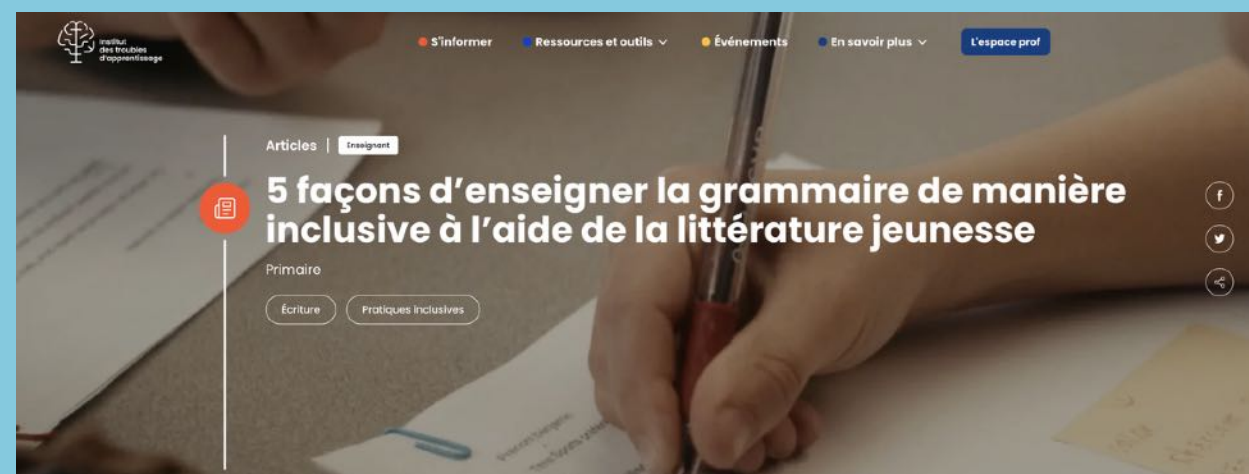 Institut
des troubles
d'apprentissage
S'informer
Ressources et outils
Événements
En savoir plus
L'espace prof
Articles |
Enseignant
5 façons d'enseigner la grammaire de manière
inclusive à l'aide de la littérature jeunesse
Primaire
Écriture
Pratiques inclusives